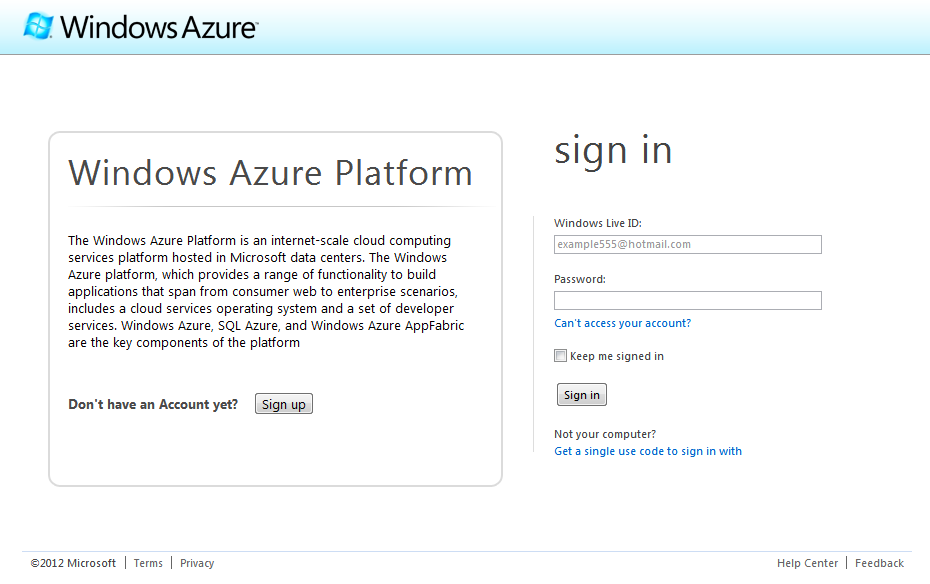 Windows Azure™
Windows Azure Platform
The Windows Azure Platform is an internet-scale cloud computing
services platform hosted in Microsoft data centers. The Windows
Azure platform, which provides a range of functionality to build
applications that span from consumer web to enterprise scenarios,
includes a cloud services operating system and a set of developer
services. Windows Azure, SQL Azure, and Windows Azure AppFabric
are the key components of the platform
Don't have an Account yet? Sign up
sign in
Windows Live ID:
example555@hotmail.com
Password:
Can't access your account?
Keep me signed in
Sign in
Not your computer?
Get a single use code to sign in with
©2012 Microsoft | Terms | Privacy
Help Center | Feedback